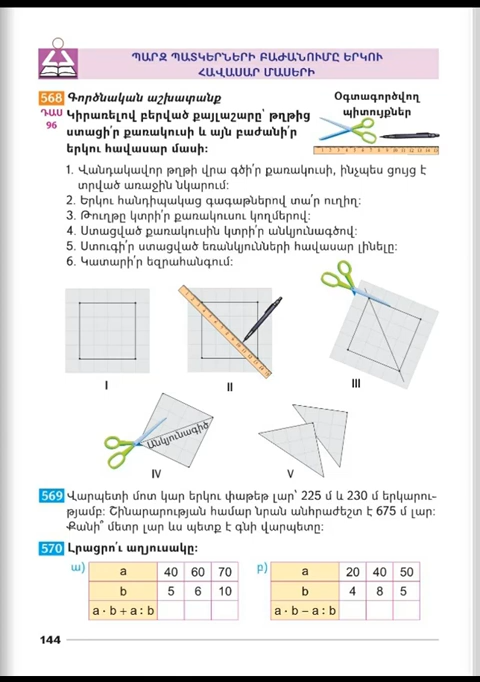 ՊԱՐԶ ՊԱՏԿԵՐՆԵՐԻ ԲԱԺԱՆՈՒՄԸ ԵՐԿՈՒ
ՀԱՎԱՍԱՐ ՄԱՍԵՐԻ
568 Գործնական աշխատանք
ԴԱՍ
96
Կիրառելով բերված քայլաշարը՝ թղթից
ստացի՛ր քառակուսի և այն բաժանի՛ր
երկու հավասար մասի:
Օգտագործվող
պիտույքներ
1. Վանդակավոր թղթի վրա գծի՛ր քառակուսի, ինչպես ցույց է
տրված առաջին նկարում:
2. Երկու հանդիպակաց գագաթներով տա՛ր ուղիղ:
3. Թուղթը կտրի՛ր քառակուսու կողմերով:
4. Ստացված քառակուսին կտրի՛ր անկյունագծով:
5. Ստուգի՛ր ստացված եռանկյունների հավասար լինելը:
6. Կատարի՛ր եզրահանգում:
I
II
III
Անկյունագիծ
IV
V
569 Վարպետի մոտ կար երկու փաթեթ լար՝ 225 մ և 230 մ երկարու-
թյամբ: Շինարարության համար նրան անհրաժեշտ է 675 մ լար:
Քանի՞ մետր լար ևս պետք է գնի վարպետը:
570 Լրացրո՛ւ աղյուսակը:
ա) a 40 60 70
b 5 6 10
a · b + a : b
բ) a 20 40 50
b 4 8 5
a · b − a : b
144